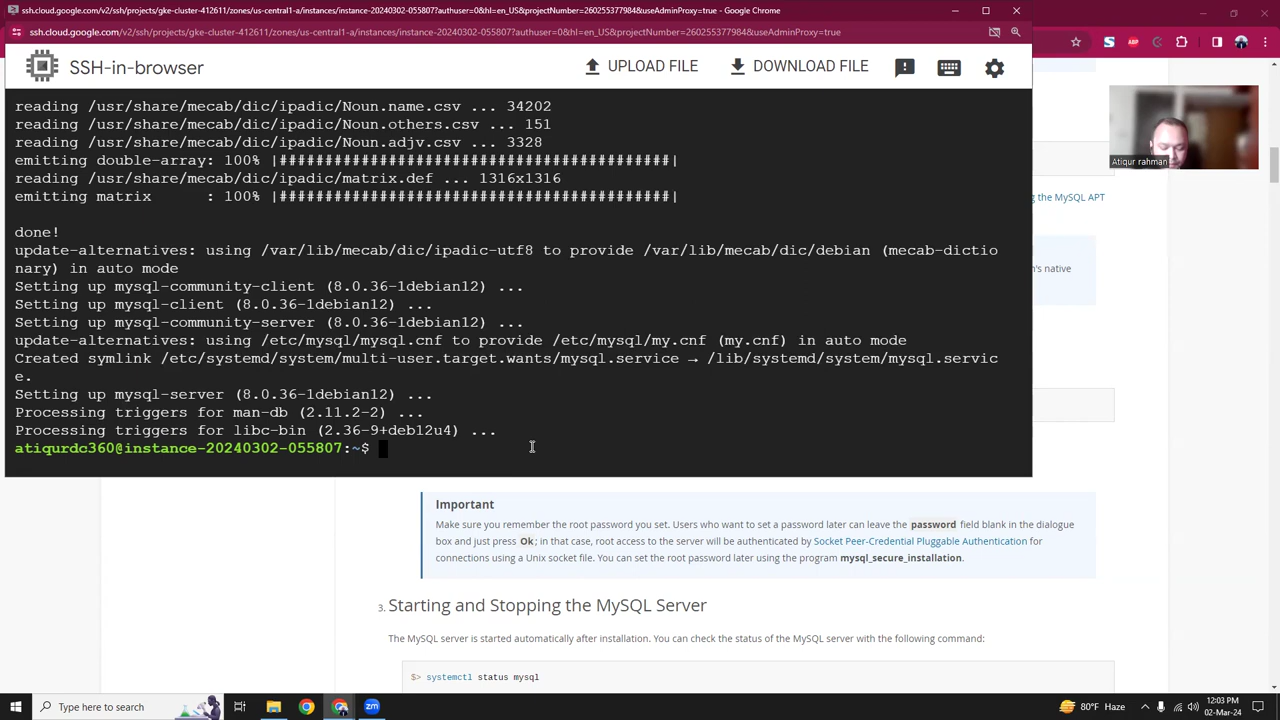 ssh.cloud.google.com/v2/ssh/projects/gke-cluster-412611/zones/us-central1-a/instances/instance-20240302-055807?authuser=0&hl=en_US&projectNumber=260255377984&useAdminProxy=true - Google Chrome
ssh.cloud.google.com/v2/ssh/projects/gke-cluster-412611/zones/us-central1-a/instances/instance-20240302-055807?authuser=0&hl=en_US&projectNumber=260255377984&useAdminProxy=true
SSH-in-browser
UPLOAD FILE
DOWNLOAD FILE
reading /usr/share/mecab/dic/ipadic/Noun.name.csv ... 34202
reading /usr/share/mecab/dic/ipadic/Noun.others.csv ... 151
reading /usr/share/mecab/dic/ipadic/Noun.adjv.csv ... 3328
emitting double-array: 100% |###########################################|
reading /usr/share/mecab/dic/ipadic/matrix.def ... 1316x1316
emitting matrix      : 100% |###########################################|
done!
update-alternatives: using /var/lib/mecab/dic/ipadic-utf8 to provide /var/lib/mecab/dic/debian (mecab-dictio
nary) in auto mode
Setting up mysql-community-client (8.0.36-1debian12) ...
Setting up mysql-client (8.0.36-1debian12) ...
Setting up mysql-community-server (8.0.36-1debian12) ...
update-alternatives: using /etc/mysql/mysql.cnf to provide /etc/mysql/my.cnf (my.cnf) in auto mode
Created symlink /etc/systemd/system/multi-user.target.wants/mysql.service → /lib/systemd/system/mysql.servic
e.
Setting up mysql-server (8.0.36-1debian12) ...
Processing triggers for man-db (2.11.2-2) ...
Processing triggers for libc-bin (2.36-9+deb12u4) ...
atiqurdc360@instance-20240302-055807:~$
Atiqur rahman
g the MySQL APT
m's native
Important
Make sure you remember the root password you set. Users who want to set a password later can leave the password field blank in the dialogue
box and just press Ok; in that case, root access to the server will be authenticated by Socket Peer-Credential Pluggable Authentication for
connections using a Unix socket file. You can set the root password later using the program mysql_secure_installation.
3. Starting and Stopping the MySQL Server
The MySQL server is started automatically after installation. You can check the status of the MySQL server with the following command:
$> systemctl status mysql
Type here to search
80°F Haze
12:03 PM
02-Mar-24